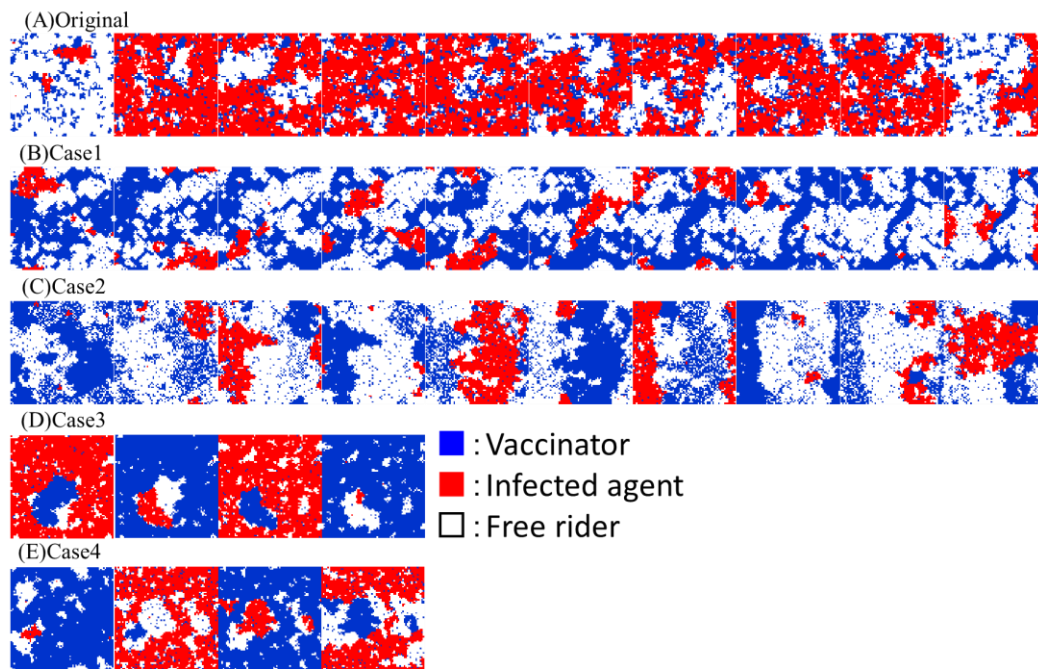 (A)Original
(B)Case1
(C)Case2
(D)Case3
: Vaccinator
: Infected agent
: Free rider
(E)Case4